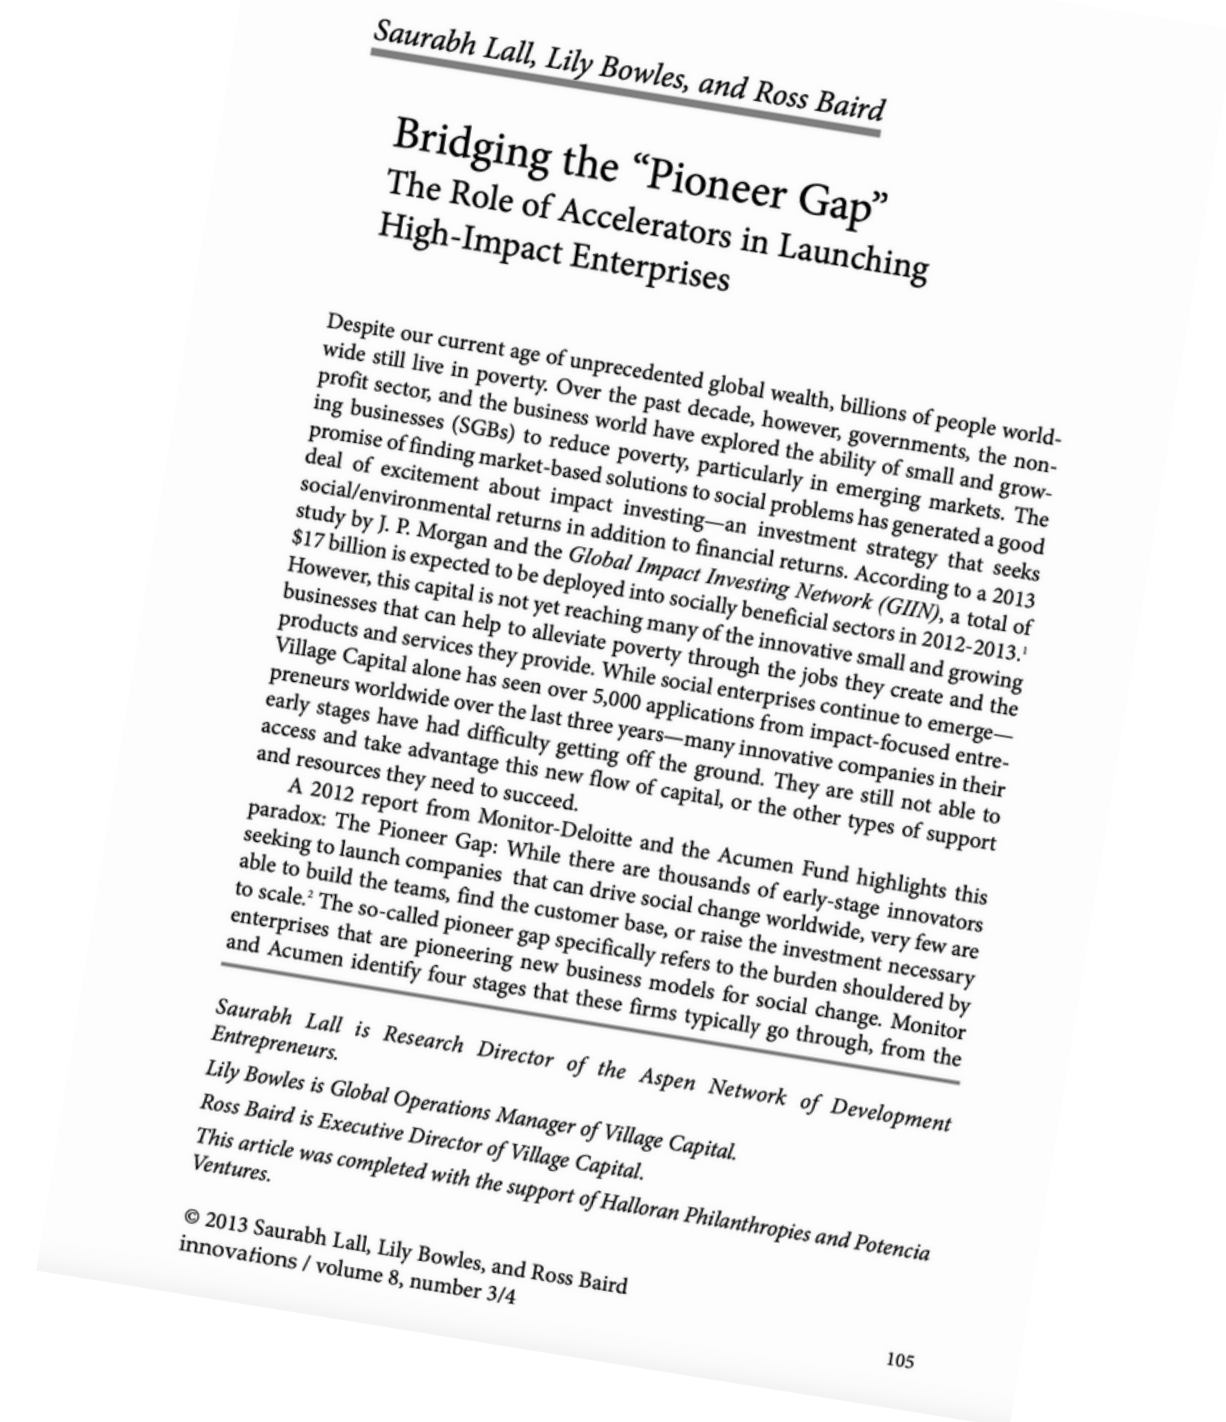 Saurabh Lall, Lily Bowles, and Ross Baird
Bridging the “Pioneer Gap”
The Role of Accelerators in Launching
High-Impact Enterprises
Despite our current age of unprecedented global wealth, billions of people world-
wide still live in poverty. Over the past decade, however, governments, the non-
profit sector, and the business world have explored the ability of small and grow-
ing businesses (SGBs) to reduce poverty, particularly in emerging markets. The
promise of finding market-based solutions to social problems has generated a good
deal of excitement about impact investing—an investment strategy that seeks
social/environmental returns in addition to financial returns. According to a 2013
study by J. P. Morgan and the Global Impact Investing Network (GIIN), a total of
$17 billion is expected to be deployed into socially beneficial sectors in 2012-2013.¹
However, this capital is not yet reaching many of the innovative small and growing
businesses that can help to alleviate poverty through the jobs they create and the
products and services they provide. While social enterprises continue to emerge—
Village Capital alone has seen over 5,000 applications from impact-focused entre-
preneurs worldwide over the last three years—many innovative companies in their
early stages have had difficulty getting off the ground. They are still not able to
access and take advantage this new flow of capital, or the other types of support
and resources they need to succeed.
A 2012 report from Monitor-Deloitte and the Acumen Fund highlights this
paradox: The Pioneer Gap: While there are thousands of early-stage innovators
seeking to launch companies that can drive social change worldwide, very few are
able to build the teams, find the customer base, or raise the investment necessary
to scale.² The so-called pioneer gap specifically refers to the burden shouldered by
enterprises that are pioneering new business models for social change. Monitor
and Acumen identify four stages that these firms typically go through, from the
Saurabh Lall is Research Director of the Aspen Network of Development
Entrepreneurs.
Lily Bowles is Global Operations Manager of Village Capital.
Ross Baird is Executive Director of Village Capital.
This article was completed with the support of Halloran Philanthropies and Potencia
Ventures.
© 2013 Saurabh Lall, Lily Bowles, and Ross Baird
innovations / volume 8, number 3/4
105